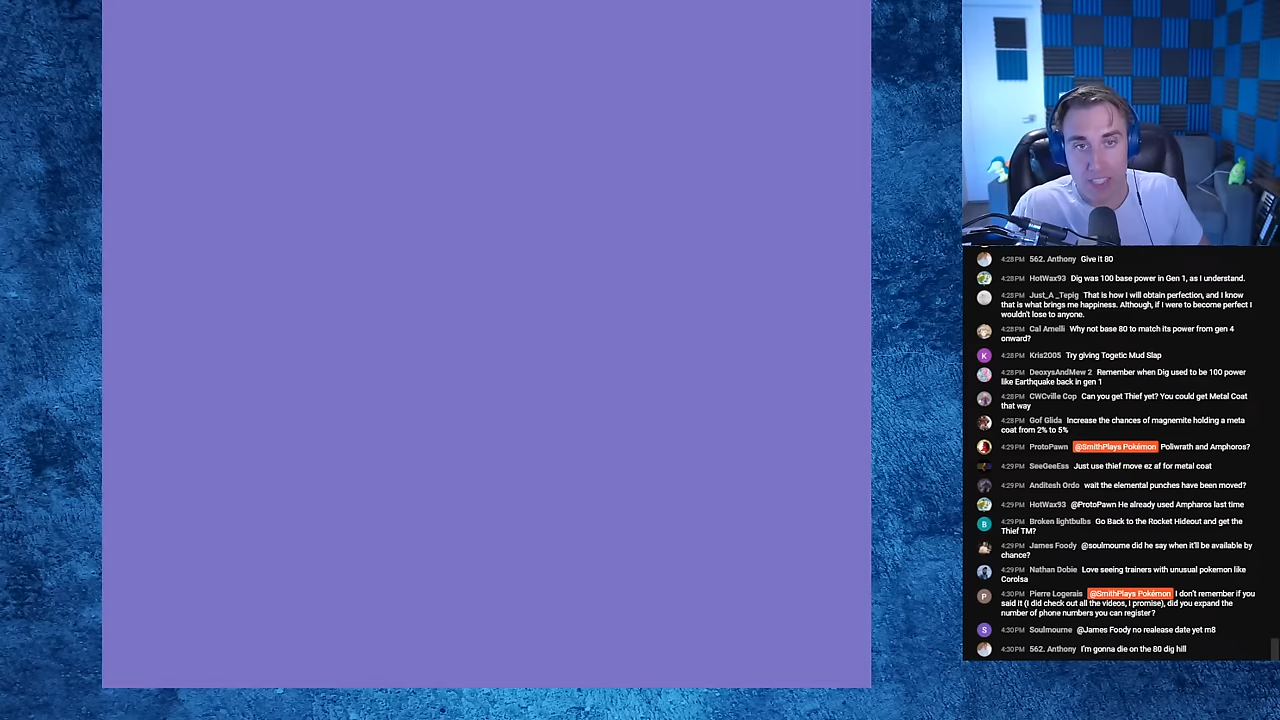 4:28PM 562. Anthony Give it 80
4:28PM HotWax93 Dig was 100 base power in Gen 1, as I understand.
4:28PM Just_A _Tepig That is how I will obtain perfection, and I know
that is what brings me happiness. Although, if I were to become perfect I
wouldn't lose to anyone.
4:28PM Cal Amelli Why not base 80 to match its power from gen 4
onward?
K
4:28PM Kris2005 Try giving Togetic Mud Slap
4:28PM DeoxysAndMew 2 Remember when Dig used to be 100 power
like Earthquake back in gen 1
4:28PM CWCville Cop Can you get Thief yet? You could get Metal Coat
that way
4:28PM Gof Glida Increase the chances of magnemite holding a meta
coat from 2% to 5%
4:29PM ProtoPawn @SmithPlays Pokémon Poliwrath and Amphoros?
4:29PM SeeGeeEss Just use thief move ez af for metal coat
4:29PM Anditesh Ordo wait the elemental punches have been moved?
4:29PM HotWax93 @ProtoPawn He already used Ampharos last time
B
4:29PM Broken lightbulbs Go Back to the Rocket Hideout and get the
Thief TM?
4:29PM James Foody @soulmourne did he say when it'll be available by
chance?
4:29PM Nathan Dobie Love seeing trainers with unusual pokemon like
Corolsa
P
4:30PM Pierre Logerais @SmithPlays Pokémon I don't remember if you
said it (I did check out all the videos, I promise), did you expand the
number of phone numbers you can register?
S
4:30PM Soulmourne @James Foody no realease date yet m8
4:30PM 562. Anthony I'm gonna die on the 80 dig hill